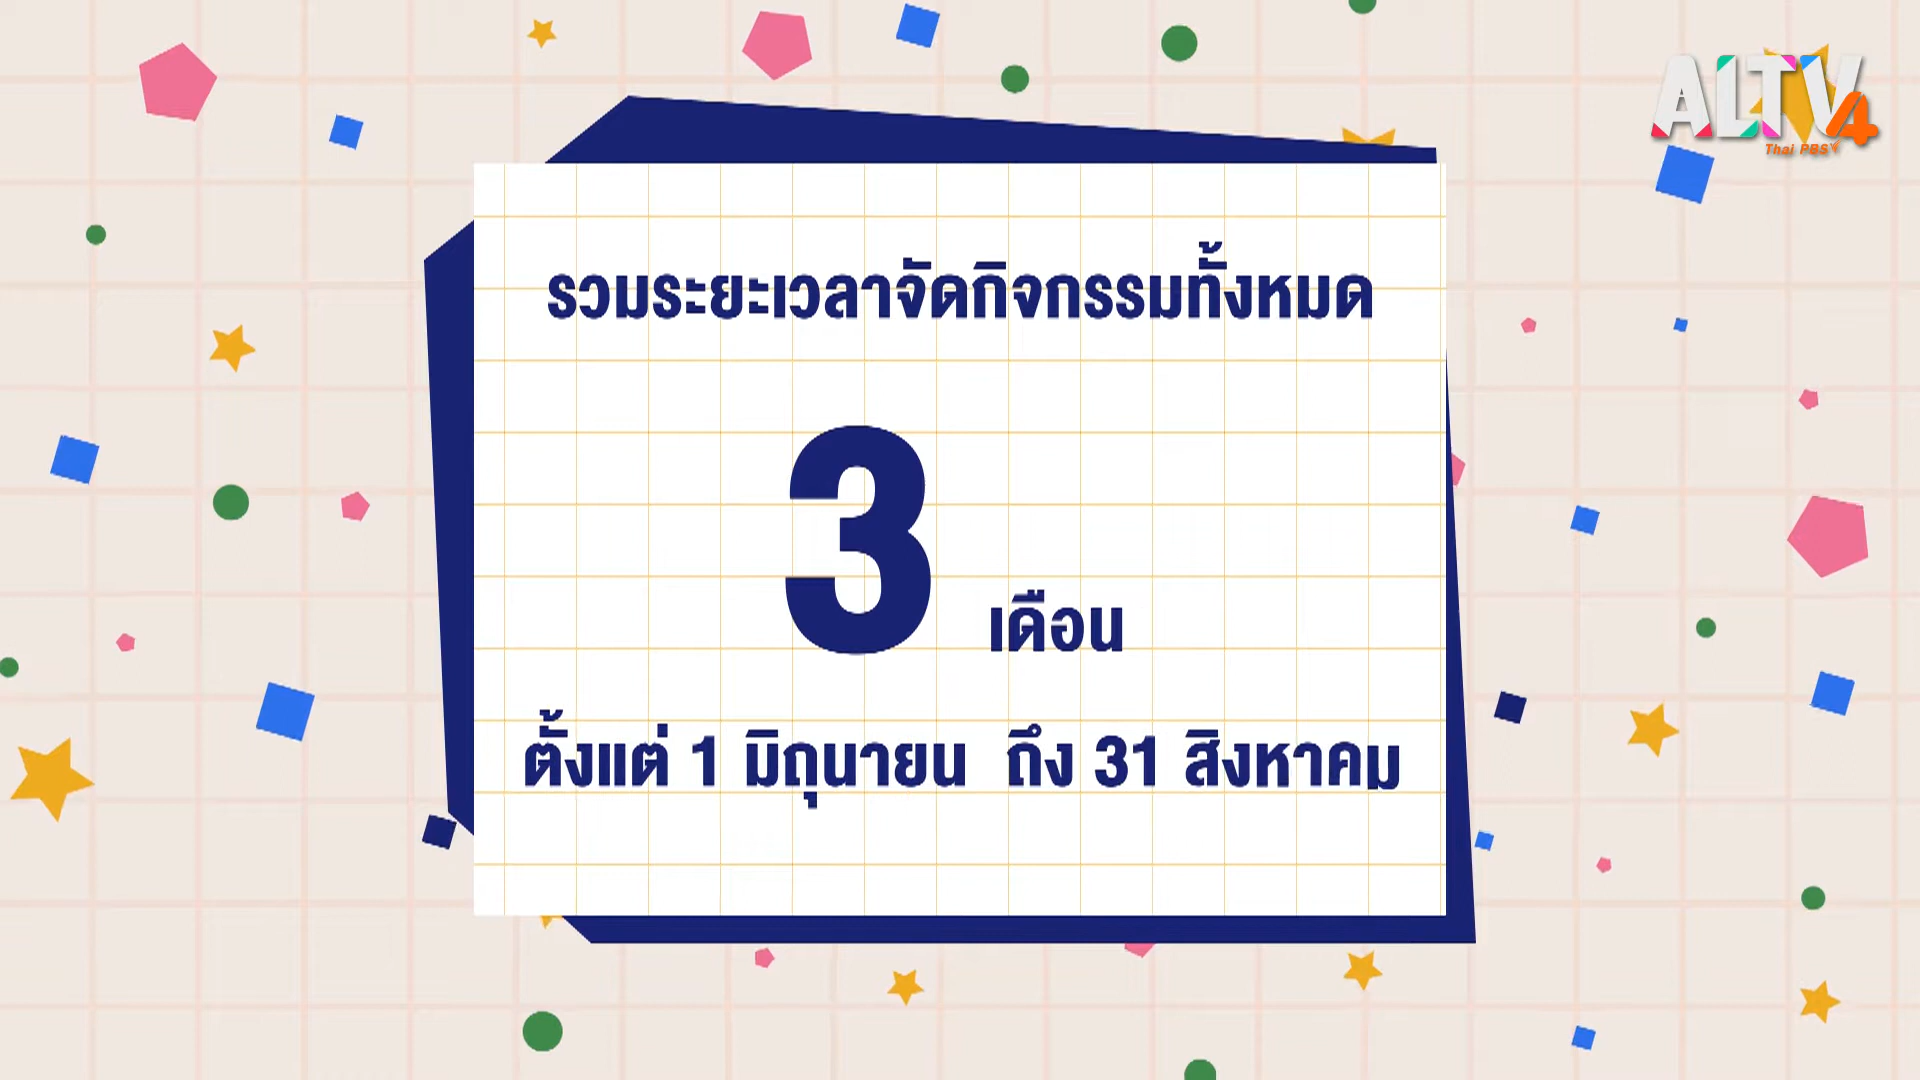 ALTV4
Thai PBS
รวมระยะเวลาจัดกิจกรรมทั้งหมด
3 เดือน
ตั้งแต่ 1 มิถุนายน ถึง 31 สิงหาคม